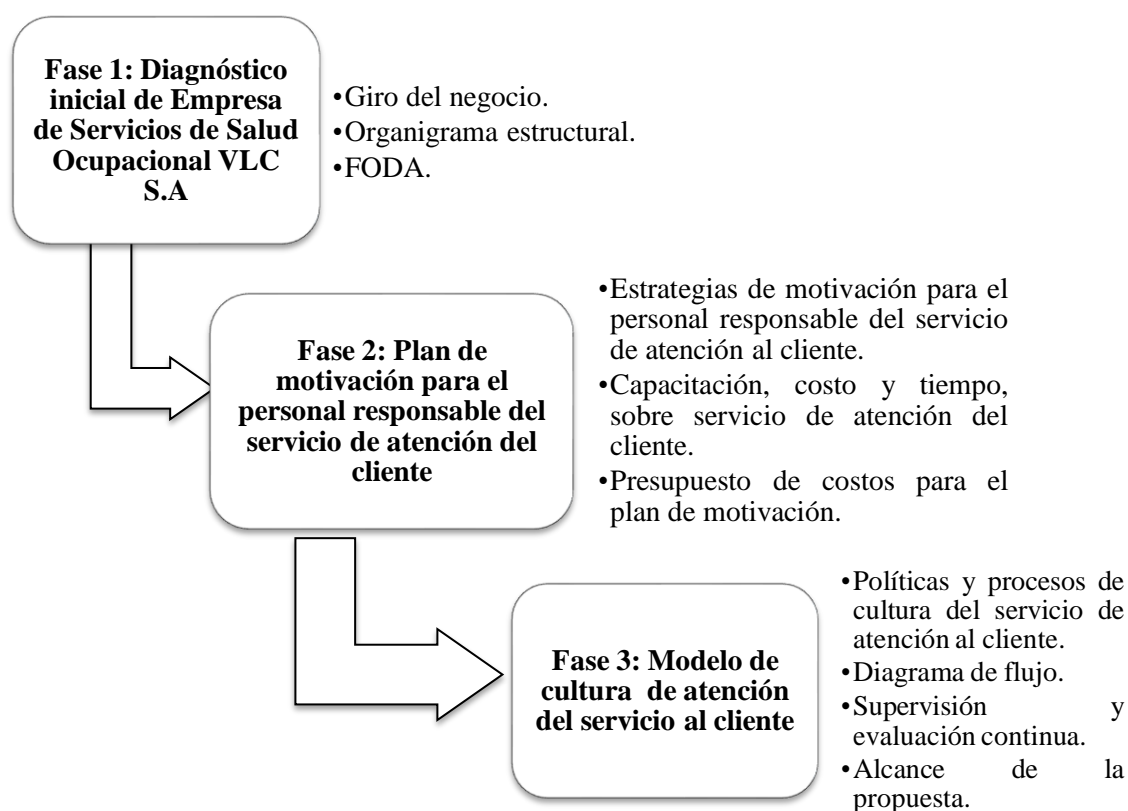 Fase 1: Diagnóstico
inicial de Empresa
de Servicios de Salud
Ocupacional VLC
S.A
•Giro del negocio.
•Organigrama estructural.
•FODA.
Fase 2: Plan de
motivación para el
personal responsable del
servicio de atención del
cliente
•Estrategias de motivación para el
personal responsable del servicio
de atención al cliente.
•Capacitación, costo y tiempo,
sobre servicio de atención del
cliente.
•Presupuesto de costos para el
plan de motivación.
Fase 3: Modelo de
cultura de atención
del servicio al cliente
•Políticas y procesos de
cultura del servicio de
atención al cliente.
•Diagrama de flujo.
•Supervisión y
evaluación continua.
•Alcance de la
propuesta.